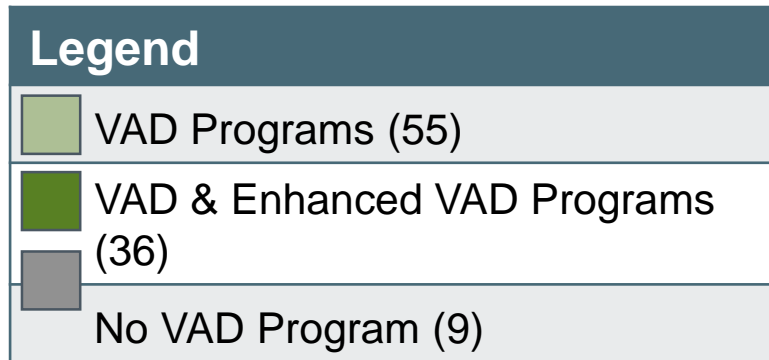 Legend
VAD Programs (55)
VAD & Enhanced VAD Programs
(36)
No VAD Program (9)